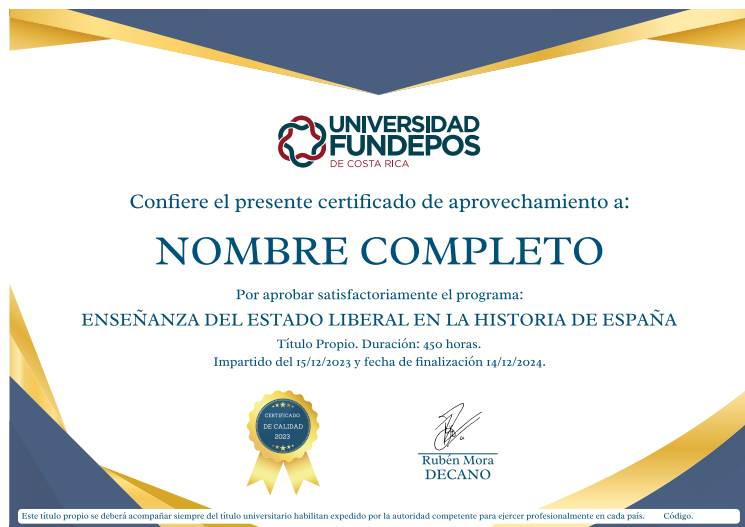 UNIVERSIDAD
FUNDEPOS
DE COSTA RICA
Confiere el presente certificado de aprovechamiento a:
NOMBRE COMPLETO
Por aprobar satisfactoriamente el programa:
ENSEÑANZA DEL ESTADO LIBERAL EN LA HISTORIA DE ESPAÑA
Título Propio. Duración: 450 horas.
Impartido del 15/12/2023 y fecha de finalización 14/12/2024.
CERTIFICADO
DE CALIDAD
2023
Rubén Mora
DECANO
Este título propio se deberá acompañar siempre del título universitario habilitan expedido por la autoridad competente para ejercer profesionalmente en cada país. Código.